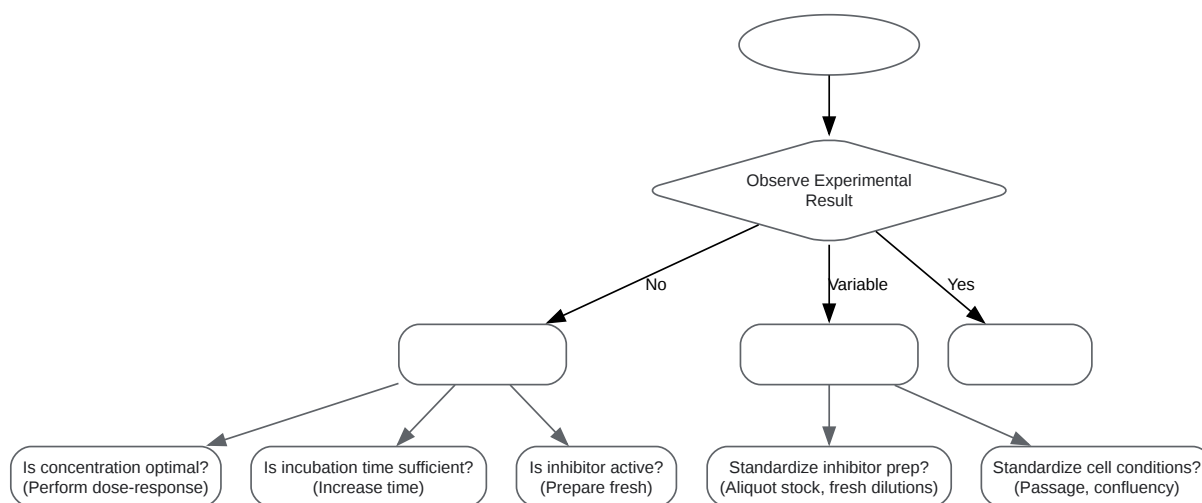 Observe Experimental
Result
No
Variable
Yes
Is concentration optimal?
(Perform dose-response)
Is incubation time sufficient?
(Increase time)
Is inhibitor active?
(Prepare fresh)
Standardize inhibitor prep?
(Aliquot stock, fresh dilutions)
Standardize cell conditions?
(Passage, confluency)